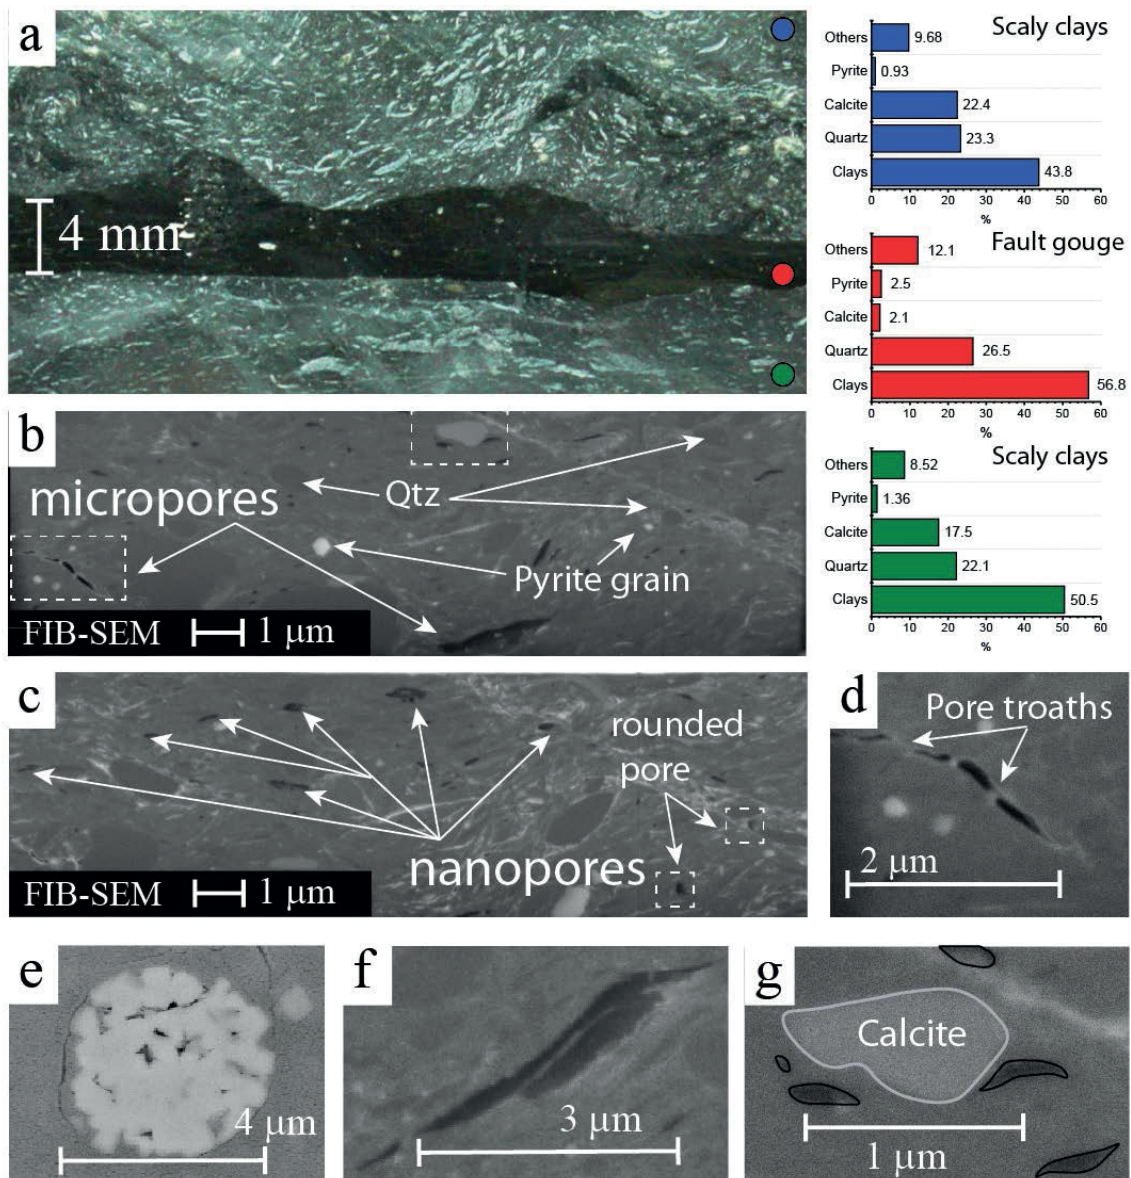 a
4 mm
Scaly clays
Others
9.68
Pyrite
0.93
Calcite
22.4
Quartz
23.3
Clays
43.8
0 10 20 30 40 50 60
%
Fault gouge
Others
12.1
Pyrite
2.5
Calcite
2.1
Quartz
26.5
Clays
56.8
0 10 20 30 40 50 60
%
Scaly clays
Others
8.52
Pyrite
1.36
Calcite
17.5
Quartz
22.1
Clays
50.5
0 10 20 30 40 50 60
%
b
micropores
Qtz
Pyrite grain
FIB-SEM 1 μm
c
rounded
pore
nanopores
FIB-SEM 1 μm
d
Pore troaths
2 μm
e
4 μm
f
3 μm
g
Calcite
1 μm